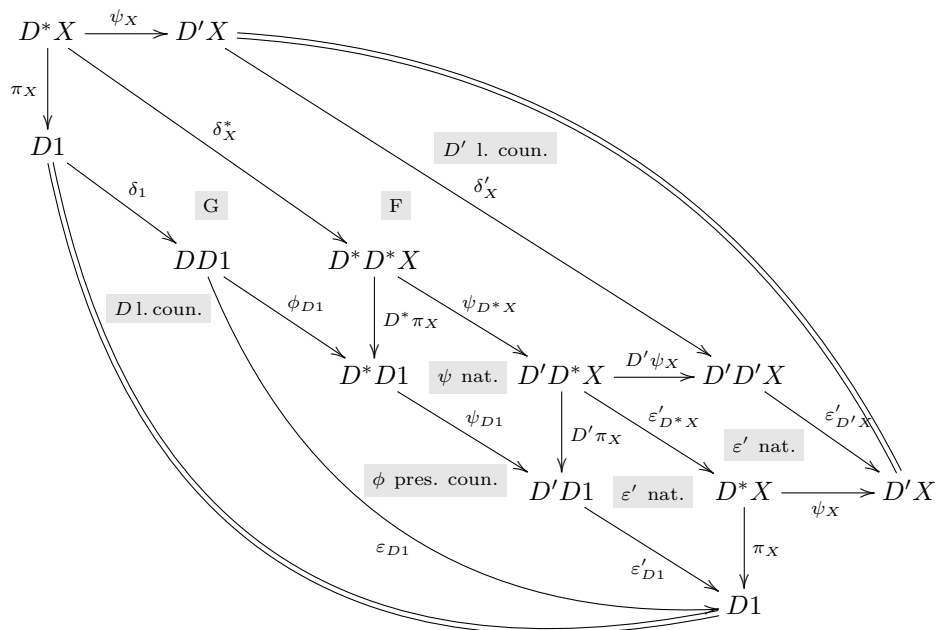 D*X ψ_X D′X
π_X
δ*_X
D1
D′ l. coun.
δ_1
δ′_X
G F
DD1 D*D*X
D l. coun. φ_{D1} ψ_{D*X}
D*π_X
D*D1 ψ nat. D′D*X D′ψ_X D′D′X
ψ_{D1} D′π_X ε′_{D*X} ε′_{D′X}
ε′ nat.
φ pres. coun. D′D1 ε′ nat. D*X ψ_X D′X
ε_{D1} ε′_{D1} π_X
D1